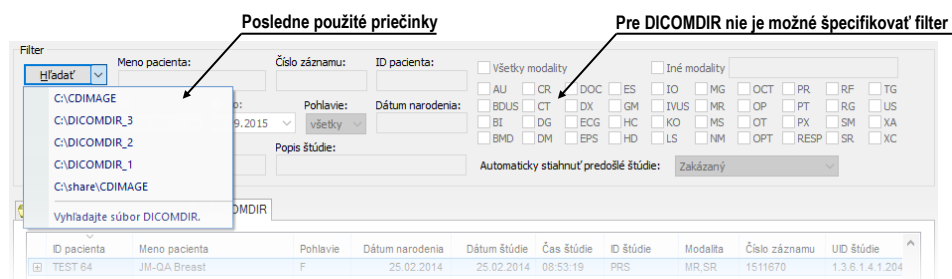 Posledne použité priečinky
Pre DICOMDIR nie je možné špecifikovať filter
Filter
Hľadať
Meno pacienta:
Číslo záznamu:
ID pacienta:
Všetky modality
Iné modality
AU CR DOC ES IO MG OCT PR RF TG
C:\CDIMAGE
o:
Pohlavie:
Dátum narodenia:
BDUS CT DX GM IVUS MR OP PT RG US
C:\DICOMDIR_3
9.2015
všetky
BI DG ECG HC KO MS OT PX SM XA
C:\DICOMDIR_2
BMD DM EPS HD LS NM OPT RESP SR XC
Popis štúdie:
C:\DICOMDIR_1
Automaticky stiahnuť predošlé štúdie:
Zakázaný
C:\share\CDIMAGE
Vyhľadajte súbor DICOMDIR.
OMDIR
ID pacienta Meno pacienta Pohlavie Dátum narodenia Dátum štúdie Čas štúdie ID štúdie Modalita Číslo záznamu UID štúdie
TEST 64 JM-QA Breast F 25.02.2014 25.02.2014 08:53:19 PRS MR,SR 1511670 1.3.6.1.4.1.204